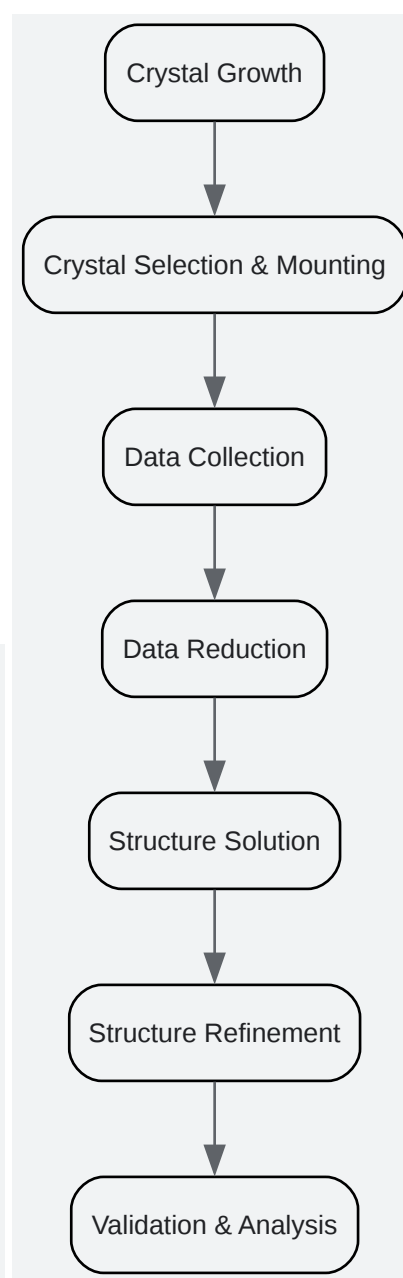 Crystal Growth
Crystal Selection & Mounting
Data Collection
Data Reduction
Structure Solution
Structure Refinement
Validation & Analysis